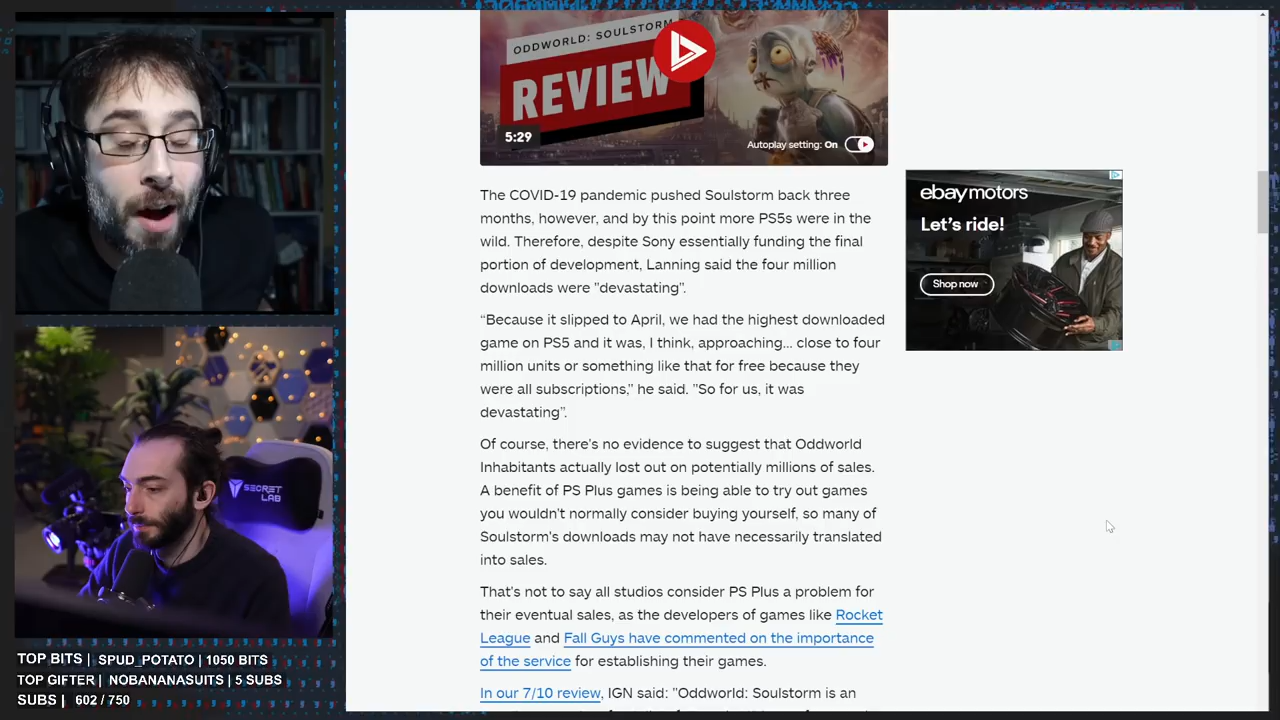 ODDWORLD: SOULSTORM
REVIEW
5:29
Autoplay setting: On
The COVID-19 pandemic pushed Soulstorm back three
months, however, and by this point more PS5s were in the
wild. Therefore, despite Sony essentially funding the final
portion of development, Lanning said the four million
downloads were "devastating".
“Because it slipped to April, we had the highest downloaded
game on PS5 and it was, I think, approaching... close to four
million units or something like that for free because they
were all subscriptions,” he said. "So for us, it was
devastating”.
Of course, there's no evidence to suggest that Oddworld
Inhabitants actually lost out on potentially millions of sales.
A benefit of PS Plus games is being able to try out games
you wouldn't normally consider buying yourself, so many of
Soulstorm's downloads may not have necessarily translated
into sales.
That's not to say all studios consider PS Plus a problem for
their eventual sales, as the developers of games like Rocket
League and Fall Guys have commented on the importance
of the service for establishing their games.
In our 7/10 review, IGN said: "Oddworld: Soulstorm is an
ebay motors
Let's ride!
Shop now
SECRET
LAB
TOP BITS | SPUD_POTATO | 1050 BITS
TOP GIFTER | NOBANANASUITS | 5 SUBS
SUBS | 602 / 750